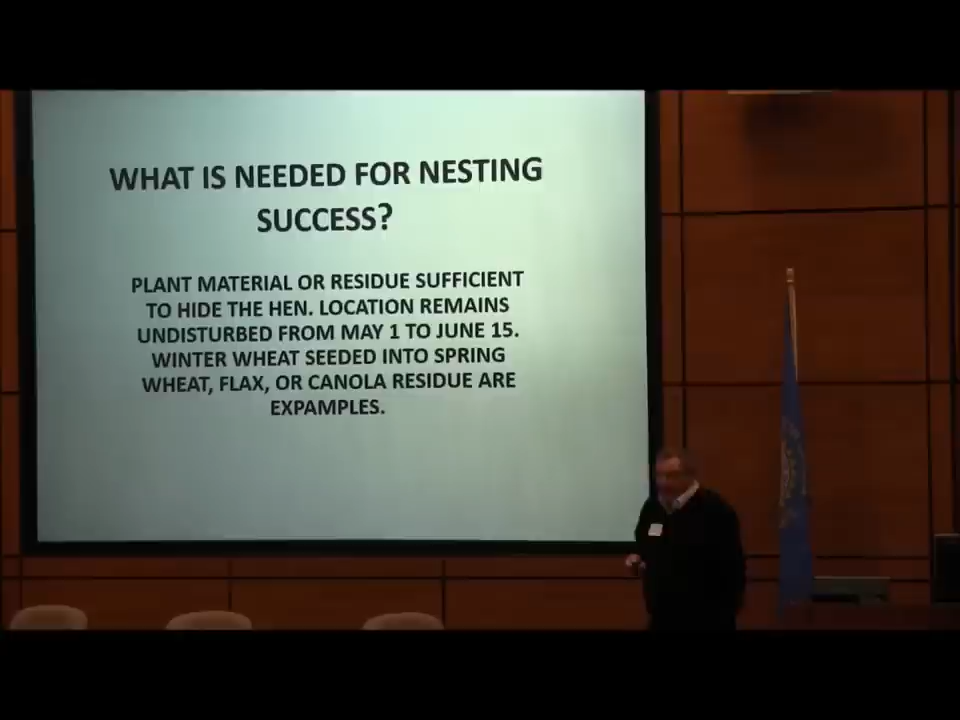 WHAT IS NEEDED FOR NESTING
SUCCESS?
PLANT MATERIAL OR RESIDUE SUFFICIENT
TO HIDE THE HEN. LOCATION REMAINS
UNDISTURBED FROM MAY 1 TO JUNE 15.
WINTER WHEAT SEEDED INTO SPRING
WHEAT, FLAX, OR CANOLA RESIDUE ARE
EXPAMPLES.